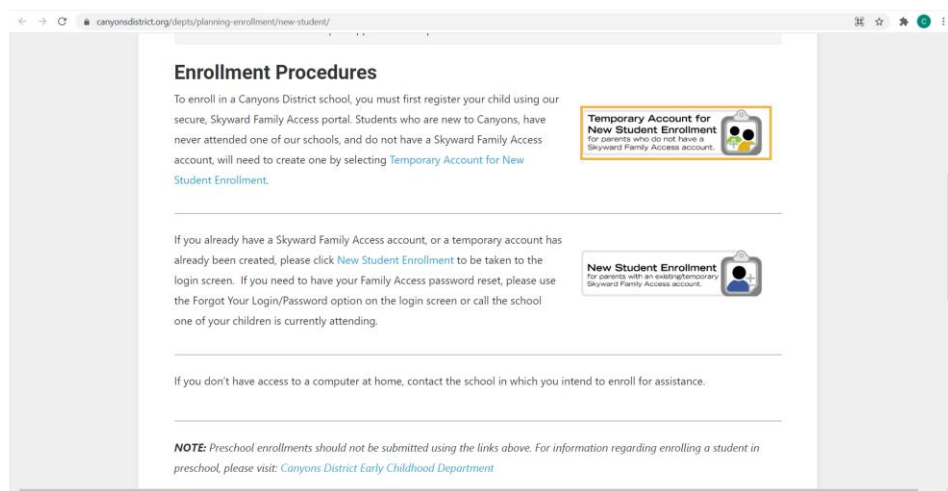 canyonsdistrict.org/depts/planning-enrollment/new-student/
C
Enrollment Procedures
To enroll in a Canyons District school, you must first register your child using our
secure, Skyward Family Access portal. Students who are new to Canyons, have
never attended one of our schools, and do not have a Skyward Family Access
account, will need to create one by selecting Temporary Account for New
Student Enrollment.
Temporary Account for
New Student Enrollment
for parents who do not have a
Skyward Family Access account.
If you already have a Skyward Family Access account, or a temporary account has
already been created, please click New Student Enrollment to be taken to the
login screen. If you need to have your Family Access password reset, please use
the Forgot Your Login/Password option on the login screen or call the school
one of your children is currently attending.
New Student Enrollment
for parents with an existing/temporary
Skyward Family Access account.
If you don't have access to a computer at home, contact the school in which you intend to enroll for assistance.
NOTE: Preschool enrollments should not be submitted using the links above. For information regarding enrolling a student in
preschool, please visit: Canyons District Early Childhood Department